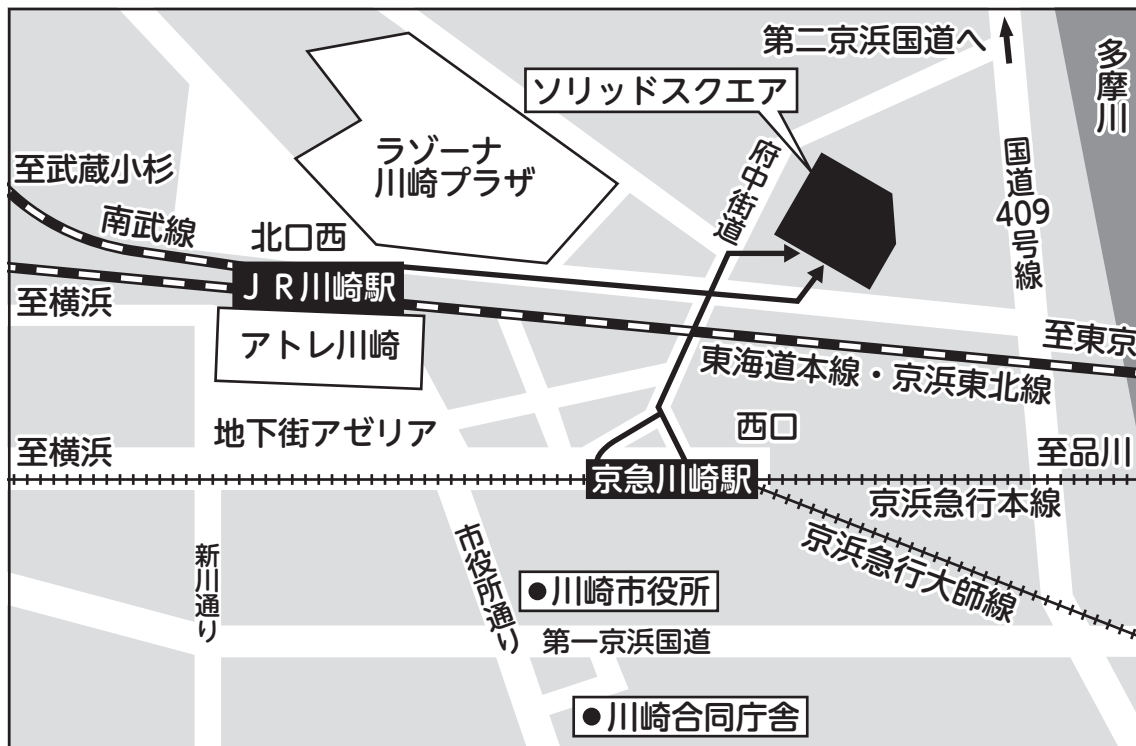 第二京浜国道へ
多摩川
ソリッドスクエア
ラゾーナ
川崎プラザ
府中街道
国道409号線
至武蔵小杉
南武線
北口西
JR川崎駅
至横浜
アトレ川崎
至東京
東海道本線・京浜東北線
地下街アゼリア
西口
至横浜
至品川
京急川崎駅
京浜急行本線
京浜急行大師線
新川通り
市役所通り
●川崎市役所
第一京浜国道
●川崎合同庁舎